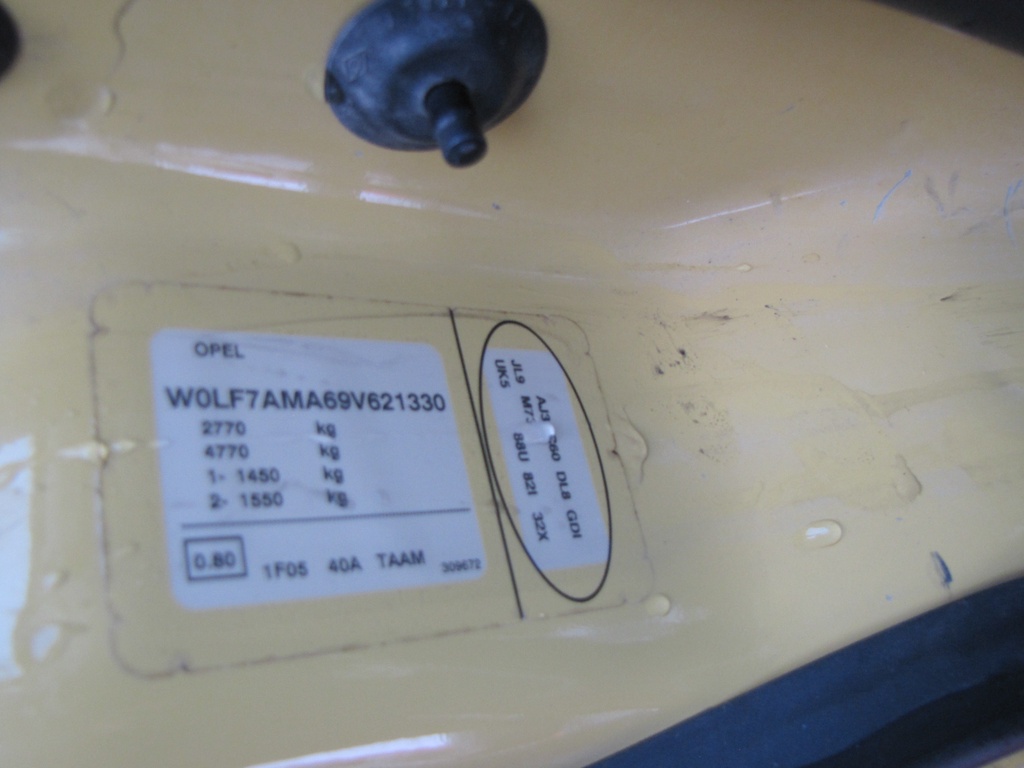 OPEL
W0LF7AMA69V621330
2770 kg
4770 kg
1- 1450 kg
2- 1550 kg
0.80 1F05 40A TAAM 309672
AJ3 DL8 GDI
JL9 88U 82I 32X
UK5